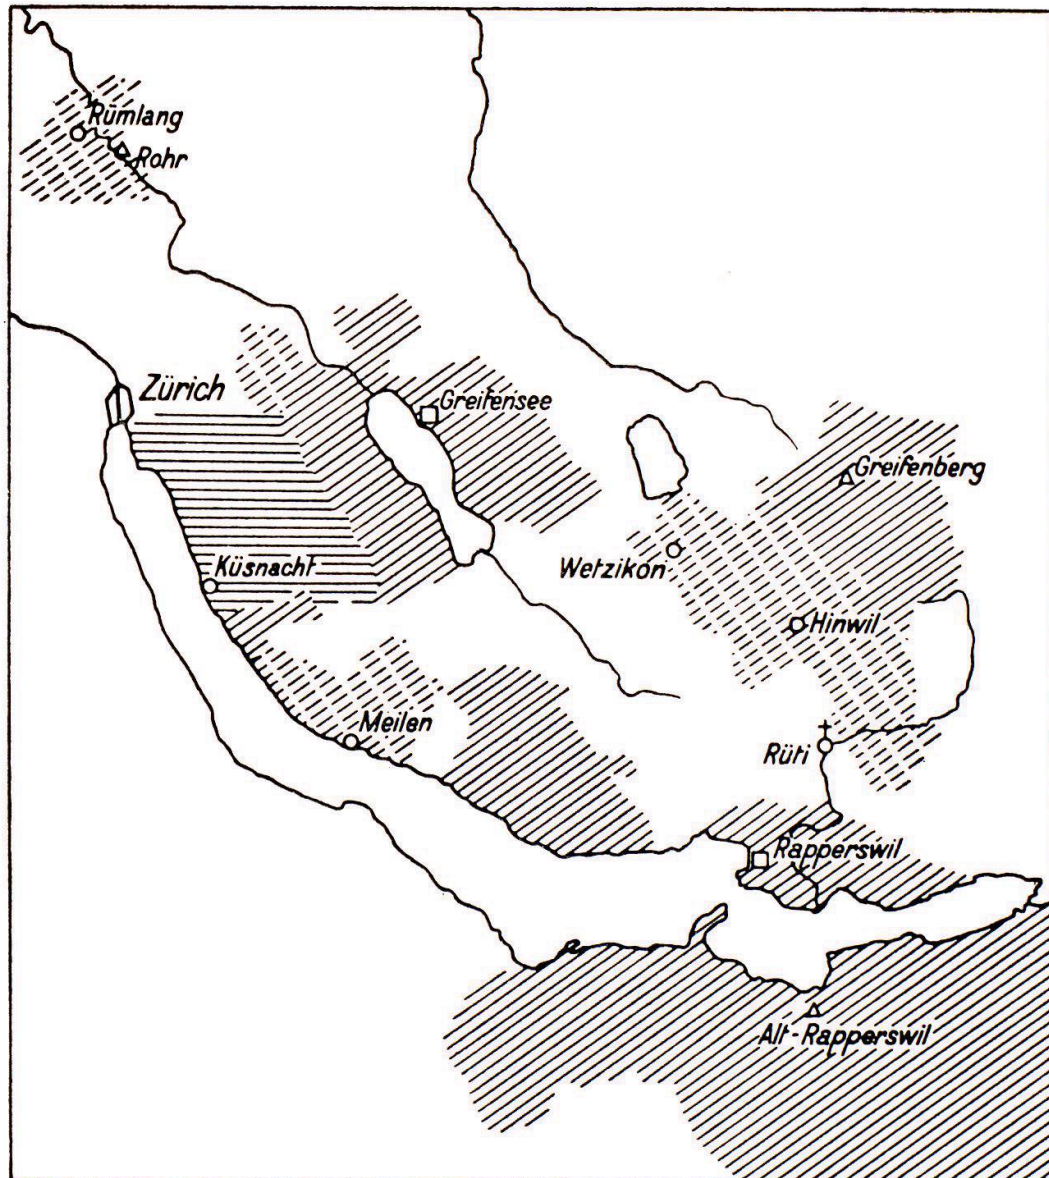 Rümlang
Rohr
Zürich
Greifensee
Greifenberg
Wetzikon
Küsnacht
Hinwil
Meilen
Rüti
Rapperswil
Alt-Rapperswil